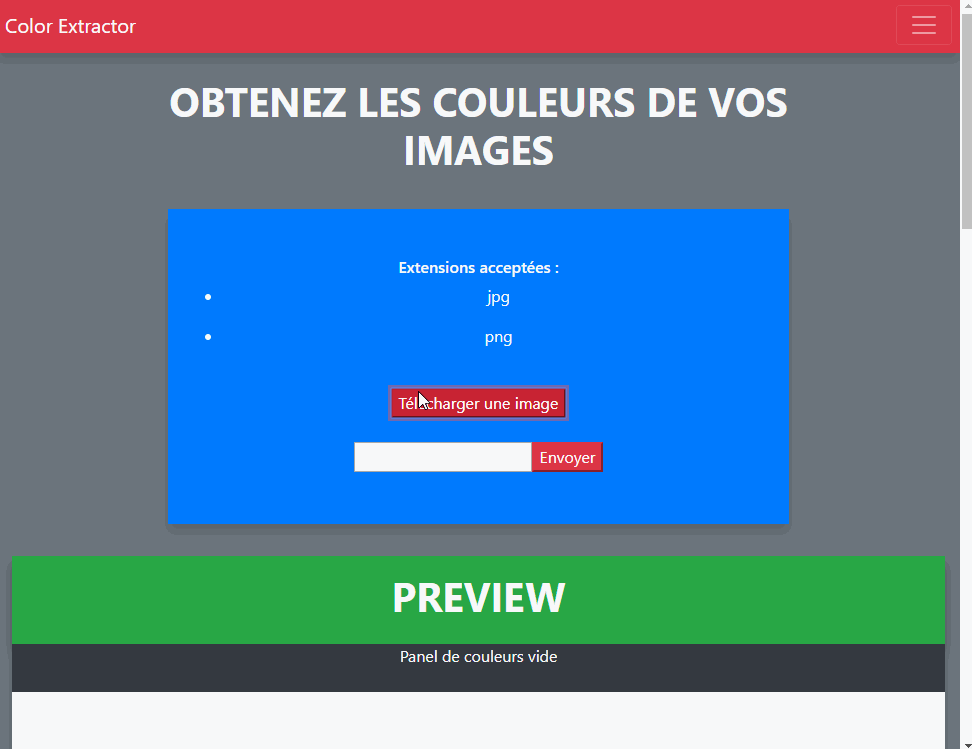 Color Extractor
OBTENEZ LES COULEURS DE VOS
IMAGES
Extensions acceptées :
jpg
png
Télécharger une image
Envoyer
PREVIEW
Panel de couleurs vide